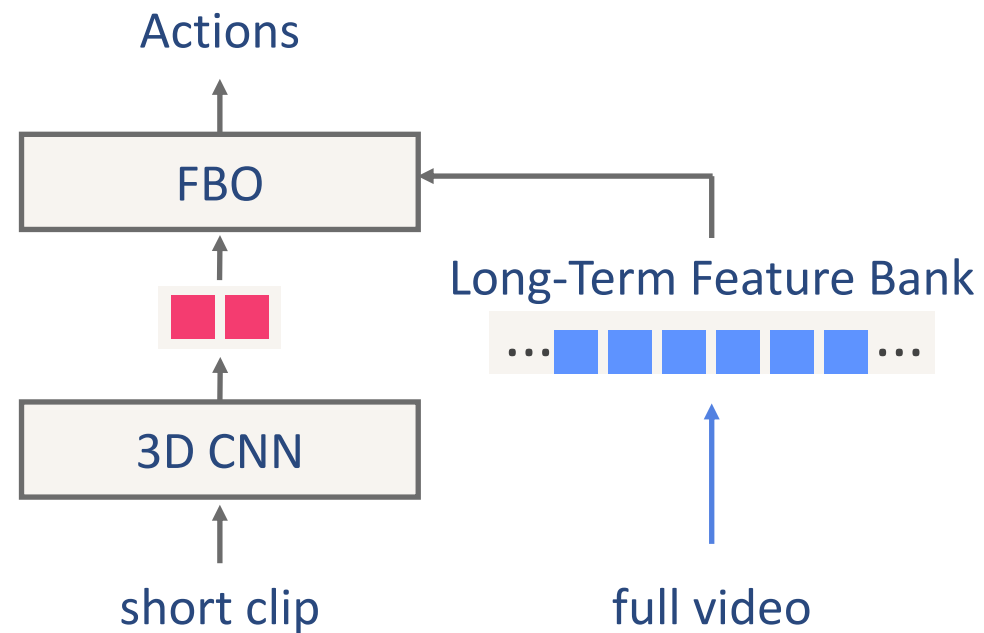 Actions
FBO
Long-Term Feature Bank
... ...
3D CNN
short clip
full video